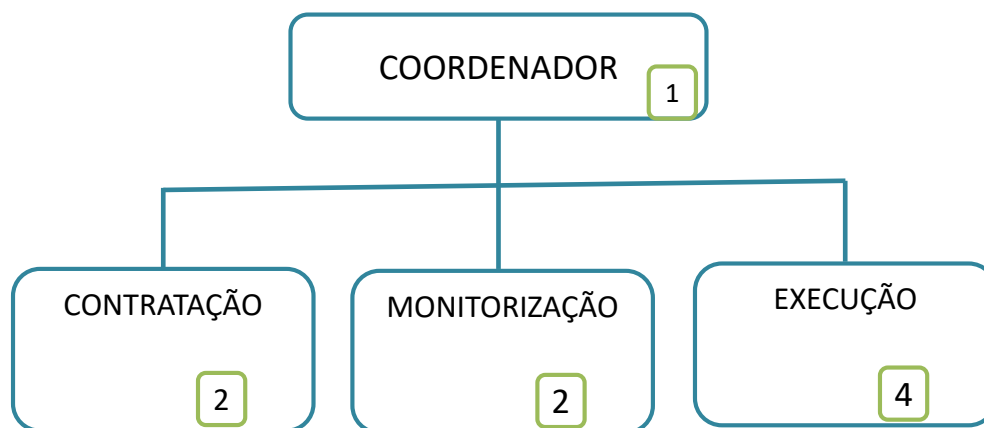 COORDENADOR
1
CONTRATAÇÃO
2
MONITORIZAÇÃO
2
EXECUÇÃO
4